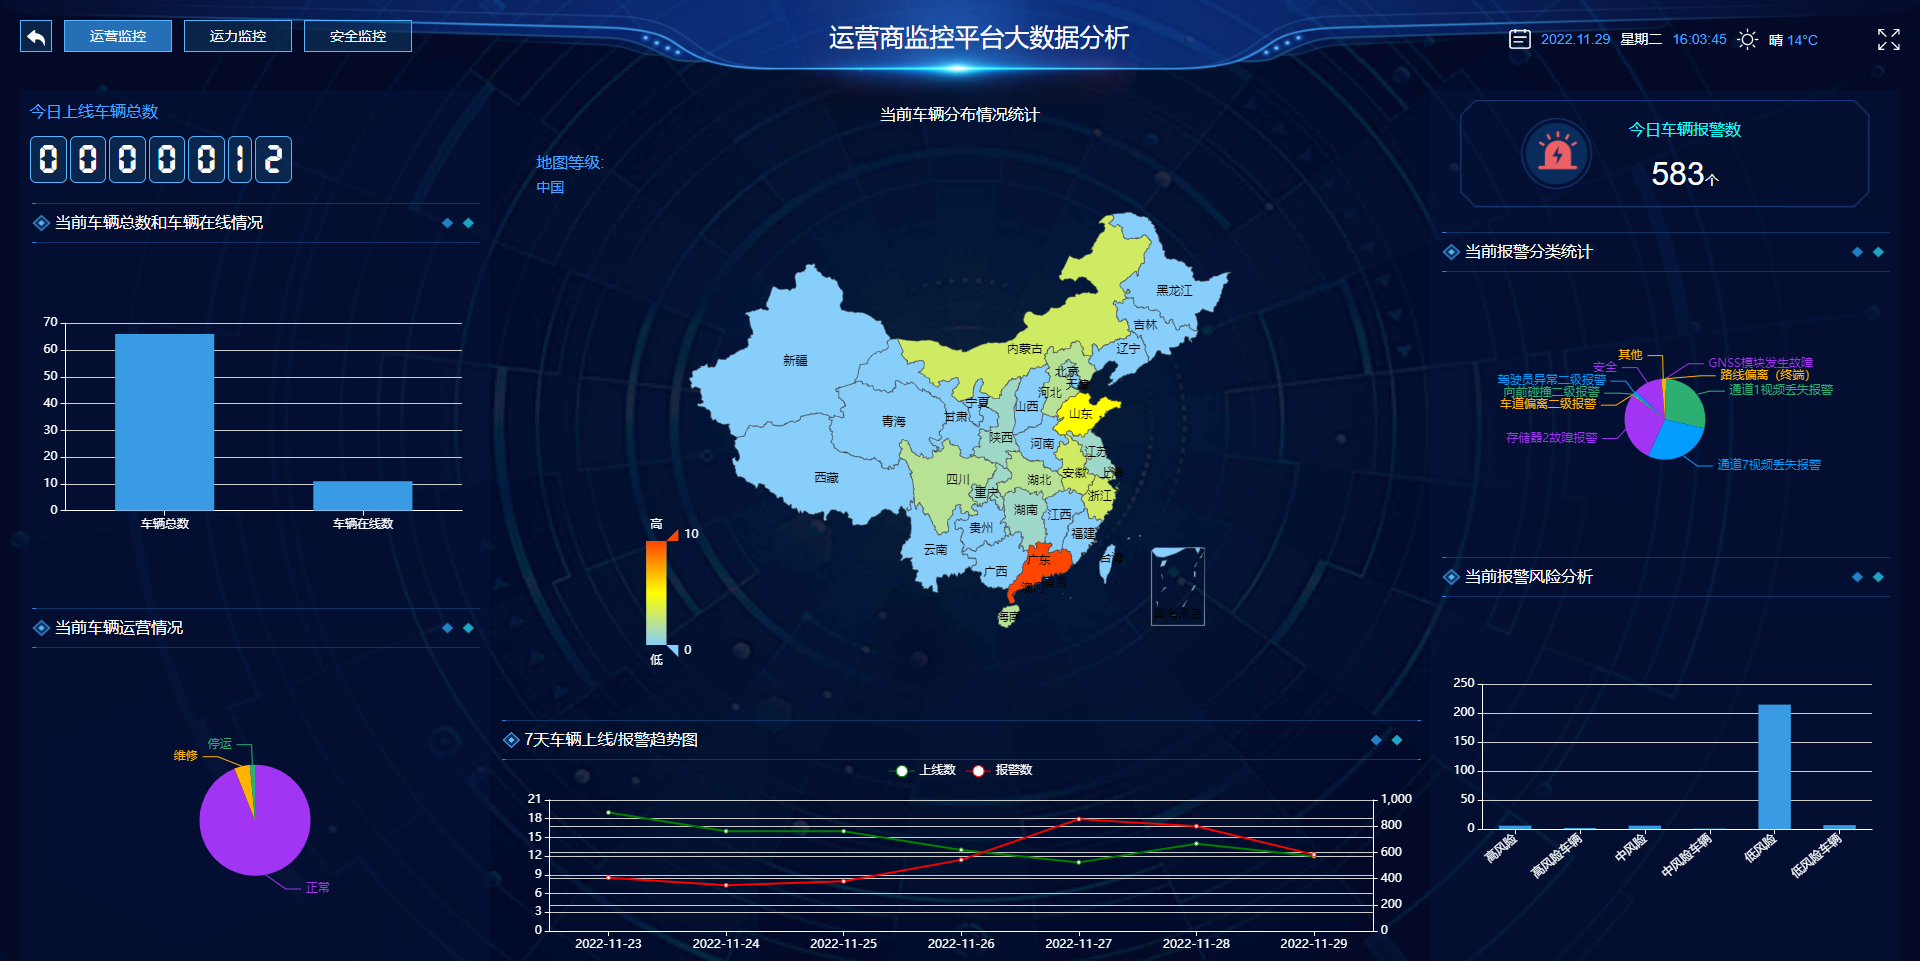 运营监控
运力监控
安全监控
运营商监控平台大数据分析
2022.11.29 星期二 16:03:45 晴 14°C
今日上线车辆总数
0000012
当前车辆总数和车辆在线情况
70
60
50
40
30
20
10
0
车辆总数
车辆在线数
当前车辆运营情况
停运
维修
正常
当前车辆分布情况统计
地图等级:
中国
黑龙江
吉林
辽宁
内蒙古
新疆
北京
天津
河北
宁夏
山西
山东
青海
甘肃
陕西
河南
江苏
西藏
四川
湖北
安徽
上海
重庆
浙江
湖南
江西
贵州
福建
云南
广西
广东
台湾
澳门
香港
海南
南海诸岛
高
10
0
低
7天车辆上线/报警趋势图
上线数
报警数
21
18
15
12
9
6
3
0
1,000
800
600
400
200
0
2022-11-23
2022-11-24
2022-11-25
2022-11-26
2022-11-27
2022-11-28
2022-11-29
今日车辆报警数
583个
当前报警分类统计
其他
安全
驾驶员异常二级报警
向前碰撞二级报警
车道偏离二级报警
存储器2故障报警
GNSS模块发生故障
路线偏离（终端）
通道1视频丢失报警
通道7视频丢失报警
当前报警风险分析
250
200
150
100
50
0
高风险
高风险车辆
中风险
中风险车辆
低风险
低风险车辆